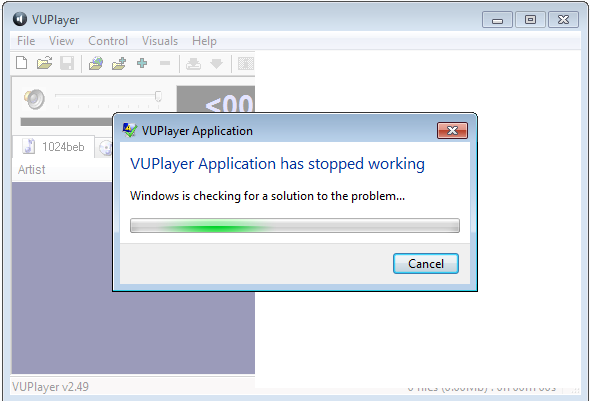 VUPlayer
File View Control Visuals Help
<00
1024beb
Artist
VUPlayer Application
VUPlayer Application has stopped working
Windows is checking for a solution to the problem...
Cancel
VUPlayer v2.49